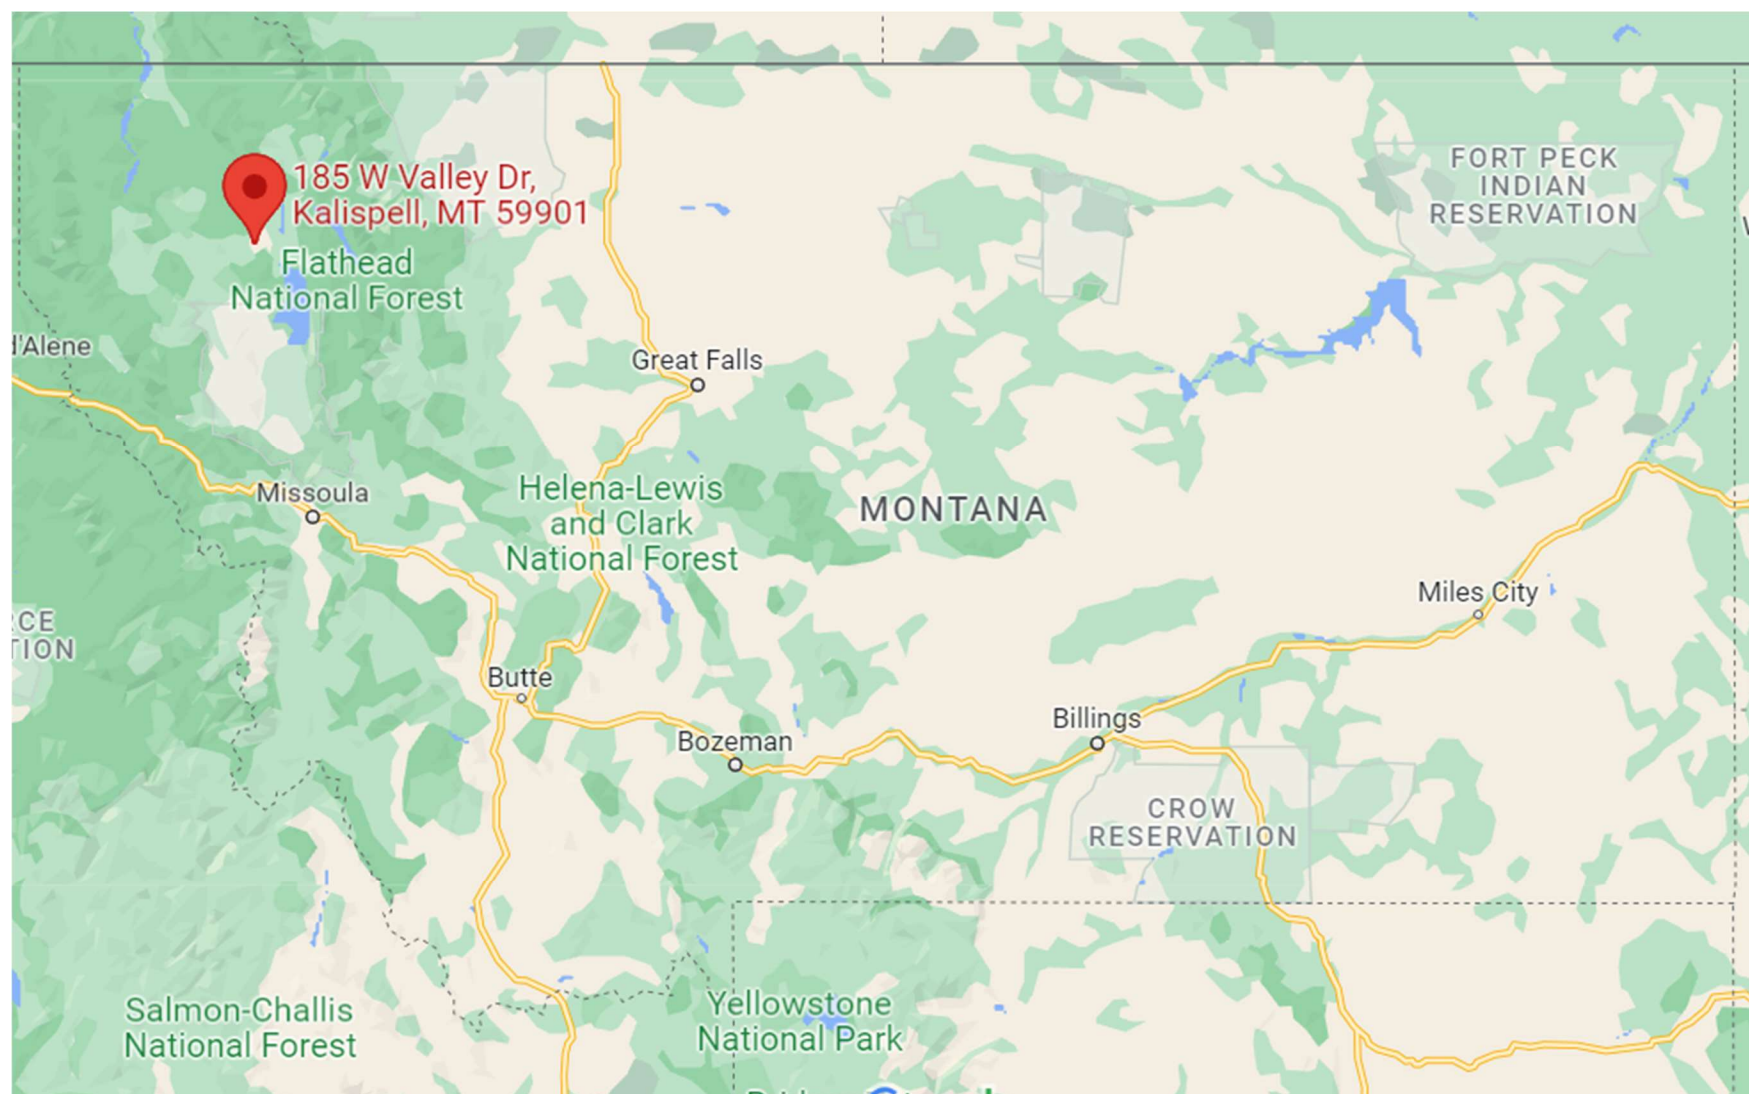 185 W Valley Dr,
Kalispell, MT 59901
Flathead
National Forest
FORT PECK
INDIAN
RESERVATION
d'Alene
Great Falls
Missoula
Helena-Lewis
and Clark
National Forest
MONTANA
Miles City
Butte
Bozeman
Billings
CROW
RESERVATION
Salmon-Challis
National Forest
Yellowstone
National Park